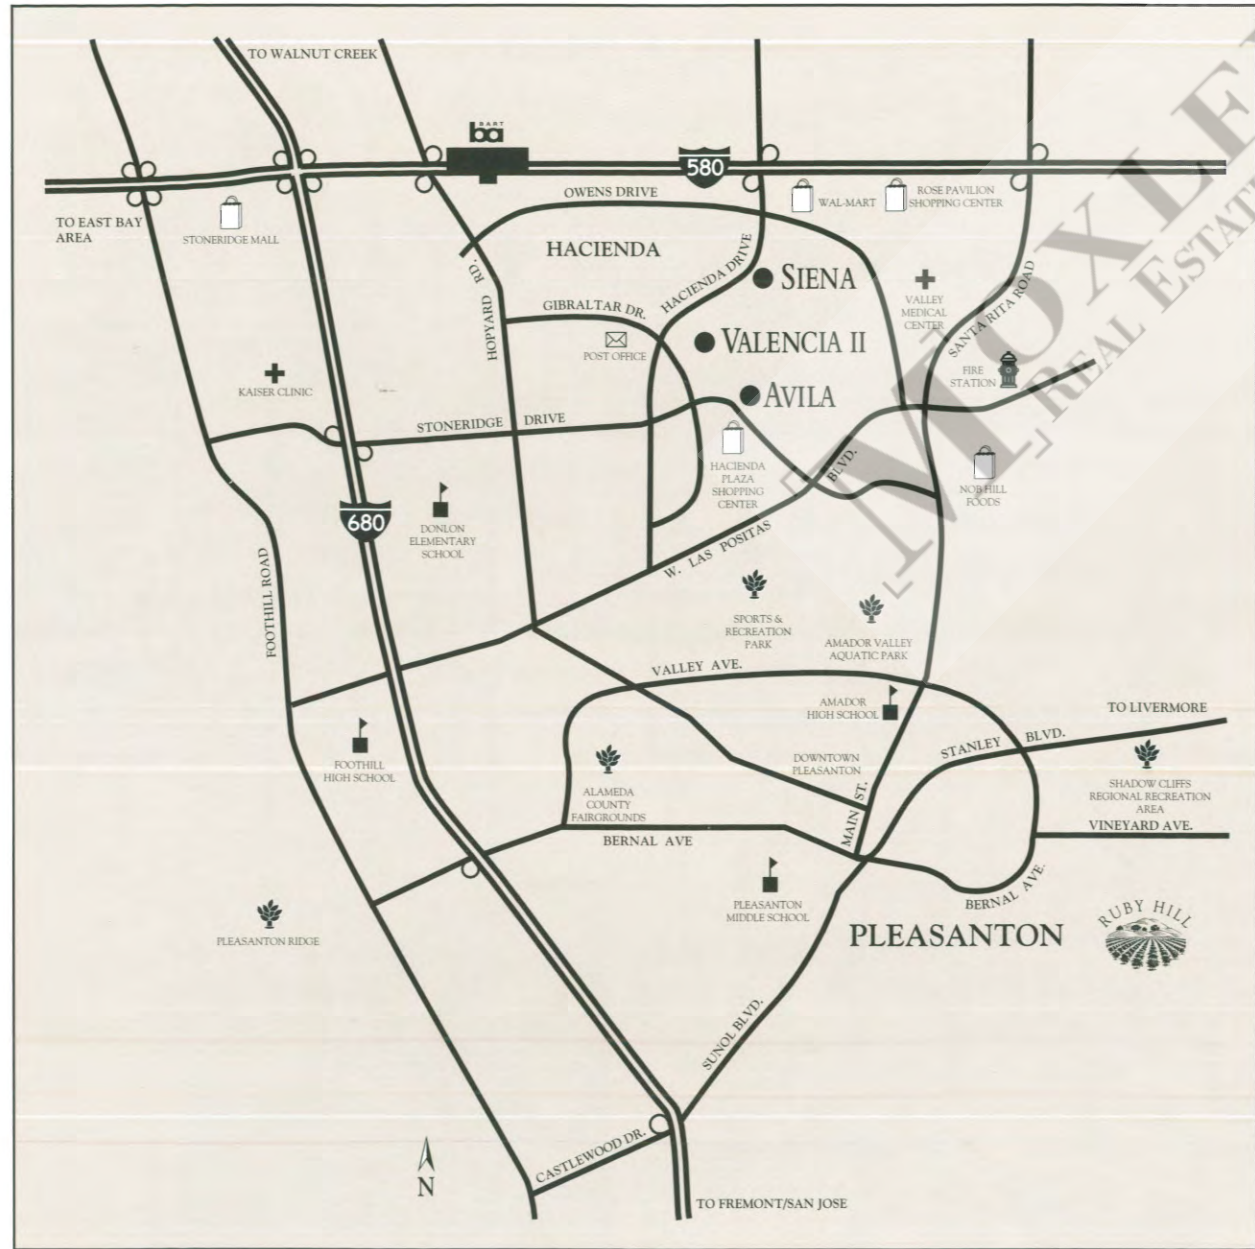 TO WALNUT CREEK
BART
ba
580
OWENS DRIVE
WAL-MART
ROSE PAVILION
SHOPPING CENTER
TO EAST BAY
AREA
STONERIDGE MALL
HACIENDA
HOPYARD RD.
HACIENDA DRIVE
SIENA
GIBRALTAR DR.
VALLEY
MEDICAL
CENTER
SANTA RITA ROAD
POST OFFICE
VALENCIA II
FIRE
STATION
KAISER CLINIC
AVILA
STONERIDGE DRIVE
HACIENDA
PLAZA
SHOPPING
CENTER
NOB HILL
FOODS
680
DONLON
ELEMENTARY
SCHOOL
W. LAS POSITAS BLVD.
FOOTHILL ROAD
SPORTS &
RECREATION
PARK
AMADOR VALLEY
AQUATIC PARK
VALLEY AVE.
AMADOR
HIGH SCHOOL
TO LIVERMORE
STANLEY BLVD.
FOOTHILL
HIGH SCHOOL
DOWNTOWN
PLEASANTON
ALAMEDA
COUNTY
FAIRGROUNDS
SHADOW CLIFFS
REGIONAL RECREATION
AREA
MAIN ST.
VINEYARD AVE.
BERNAL AVE
BERNAL AVE.
PLEASANTON
MIDDLE SCHOOL
RUBY HILL
PLEASANTON RIDGE
PLEASANTON
SUNOL BLVD.
CASTLEWOOD DR.
N
TO FREMONT/SAN JOSE
REAL ESTATE